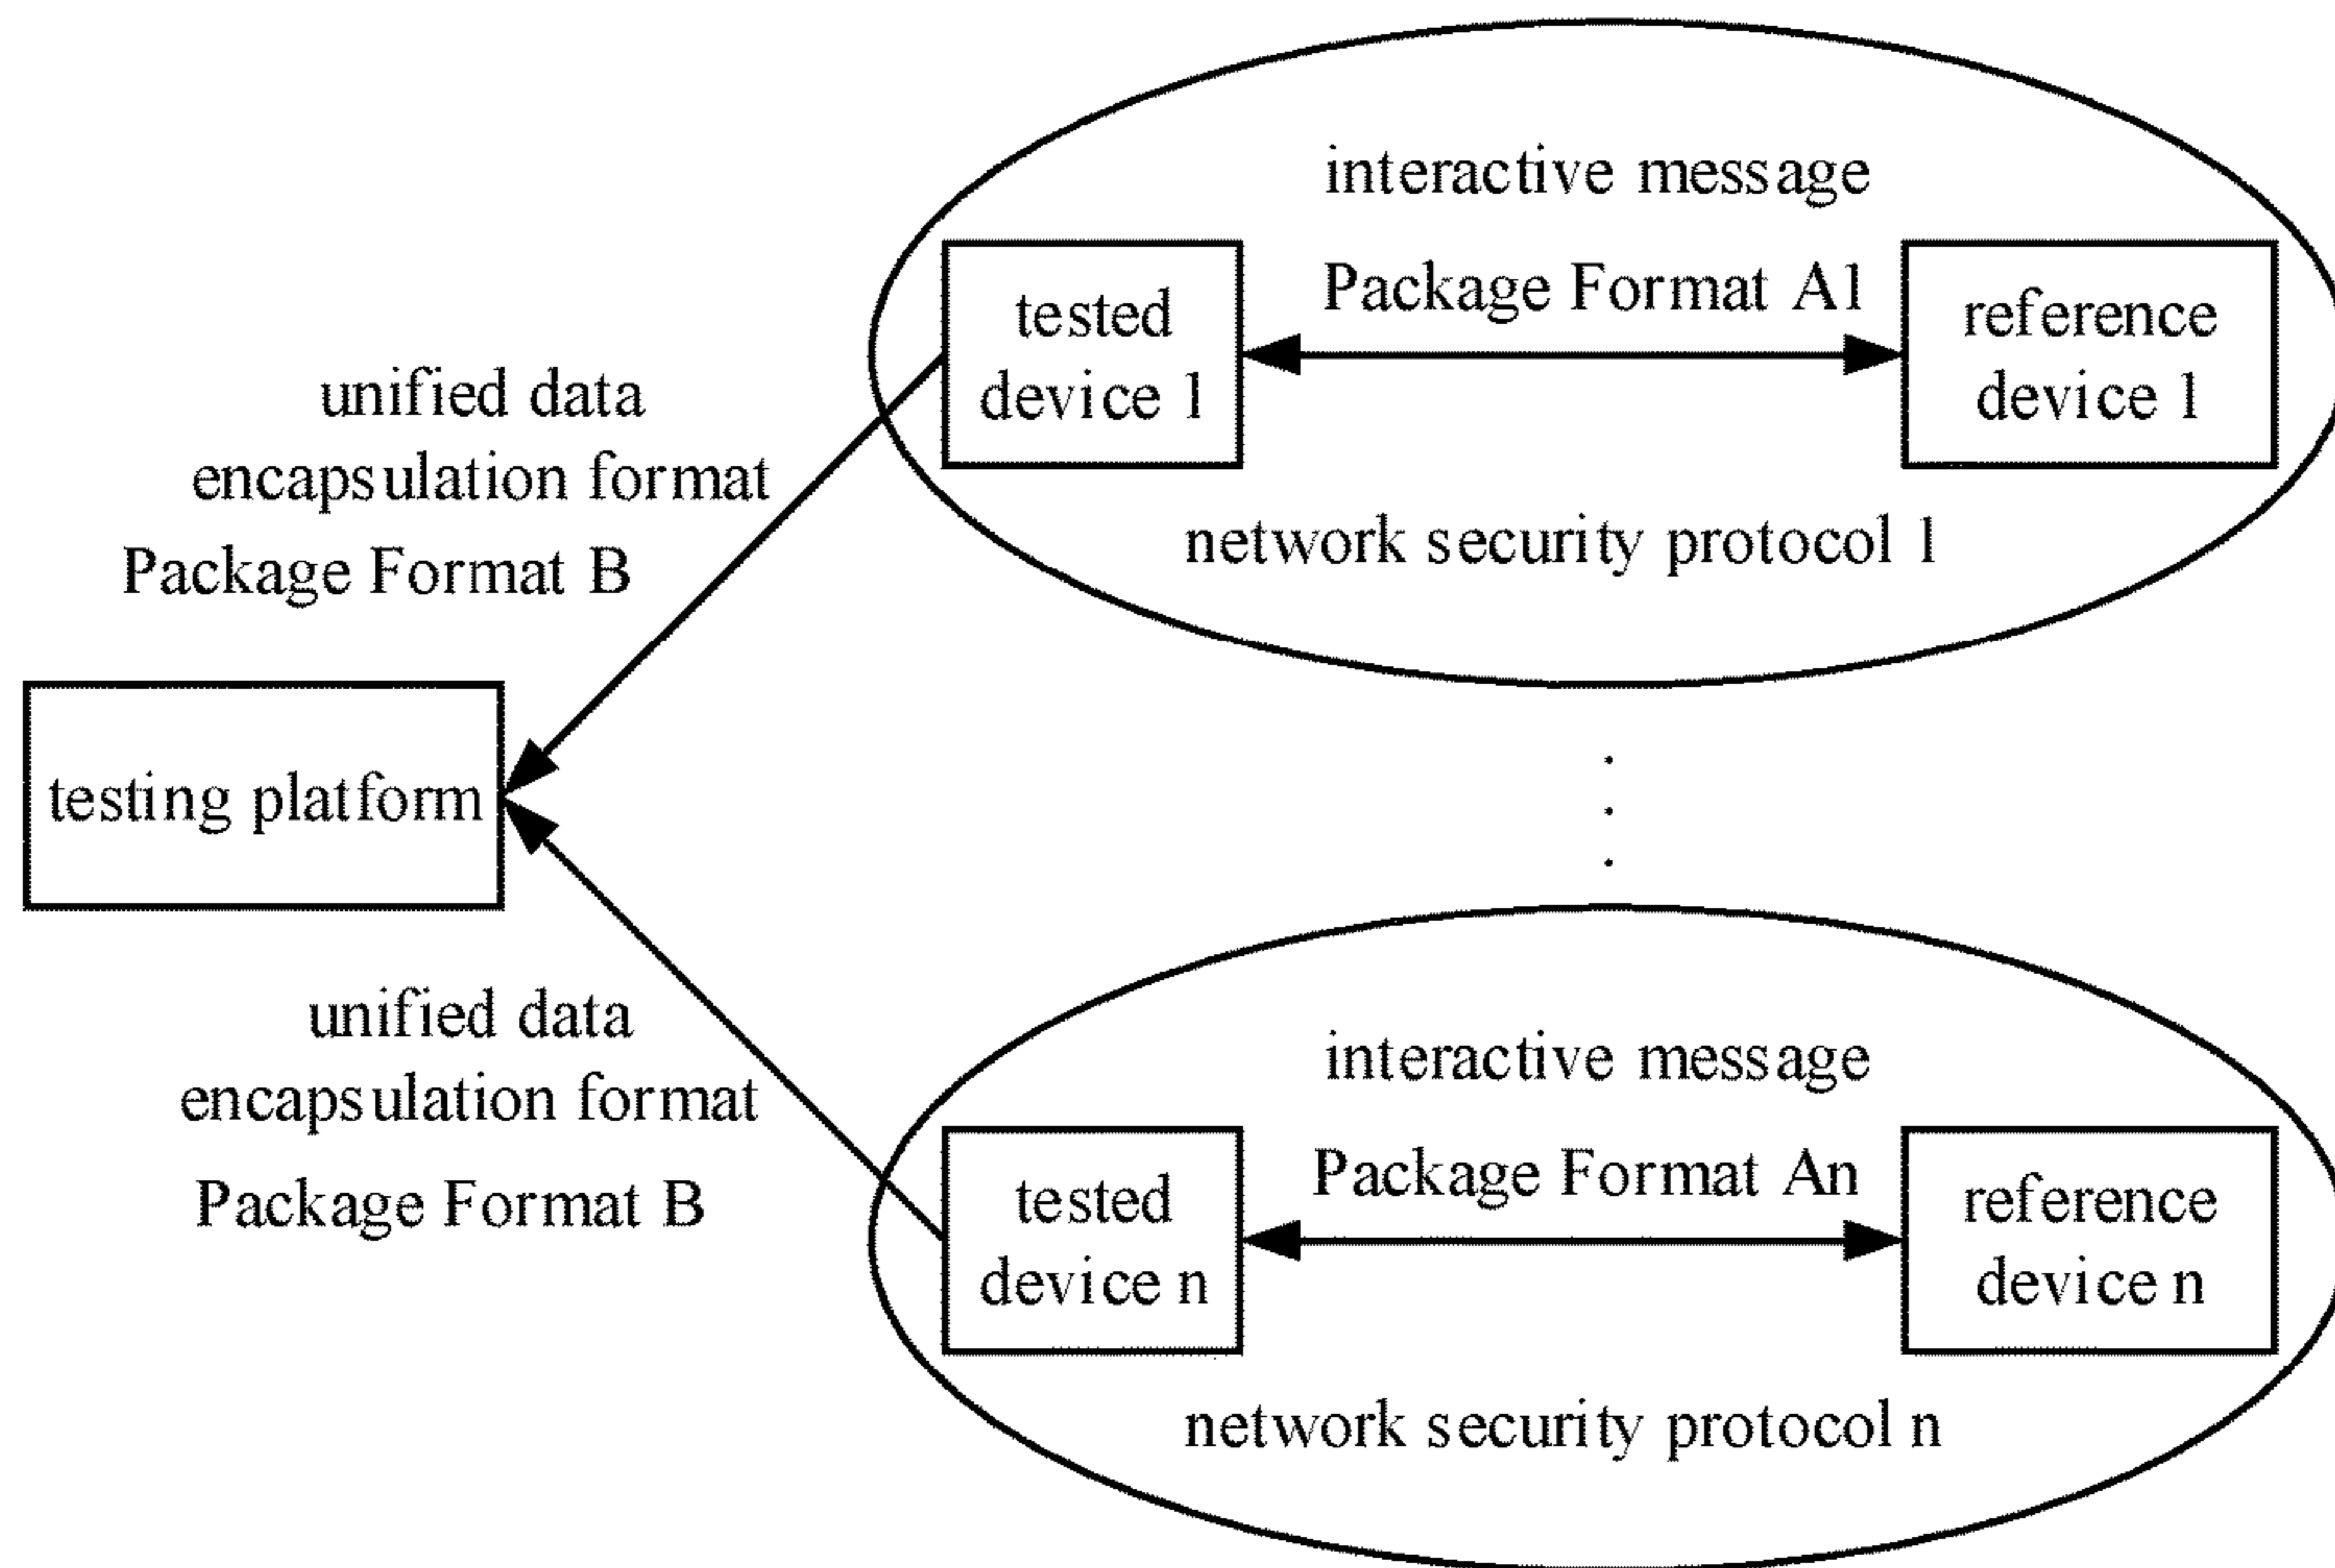 interactive message
Package Format A1
tested
device 1
reference
device 1
network security protocol 1
unified data
encapsulation format
Package Format B
testing platform
unified data
encapsulation format
Package Format B
interactive message
Package Format An
tested
device n
reference
device n
network security protocol n